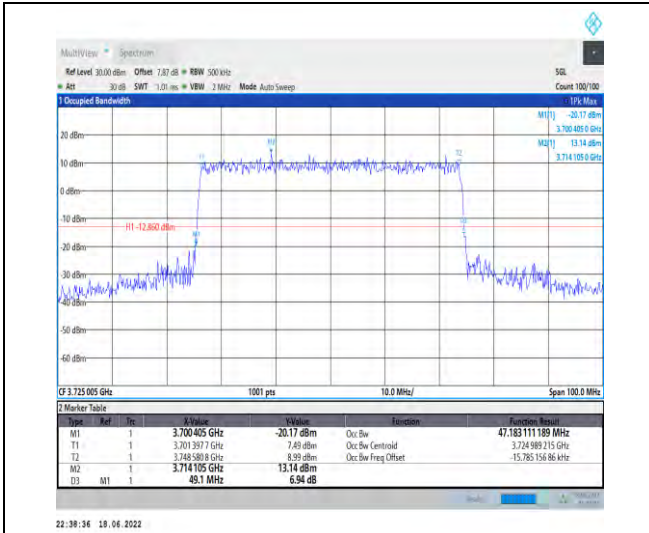 MultiView Spectrum
Ref Level 30.00 dBm Offset 7.87 dB RBW 500 kHz SGL
Att 30 dB SWT 1.01 ms VBW 2 MHz Mode Auto Sweep Count 100/100
1 Occupied Bandwidth 1Pk Max
M1[1] -20.17 dBm
3.700 405 0 GHz
M2[1] 13.14 dBm
3.714 105 0 GHz
20 dBm
M2
T1
T2
10 dBm
0 dBm
-10 dBm
H1 -12.860 dBm
D3
M1
-20 dBm
-30 dBm
-40 dBm
-50 dBm
-60 dBm
CF 3.725 005 GHz 1001 pts 10.0 MHz/ Span 100.0 MHz
2 Marker Table
Type Ref Trc X-Value Y-Value Function Function Result
M1 1 3.700 405 GHz -20.17 dBm Occ Bw 47.183 111 189 MHz
T1 1 3.701 397 7 GHz 7.49 dBm Occ Bw Centroid 3.724 989 215 GHz
T2 1 3.748 580 8 GHz 8.99 dBm Occ Bw Freq Offset -15.785 156 86 kHz
M2 1 3.714 105 GHz 13.14 dBm
D3 M1 1 49.1 MHz 6.94 dB
22:38:36 18.06.2022